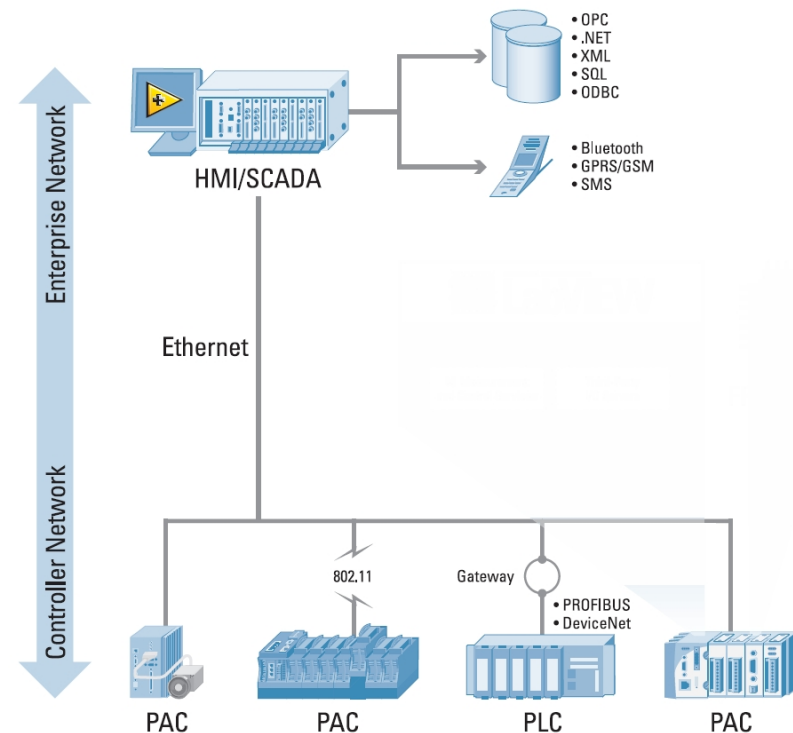 • OPC
• .NET
• XML
• SQL
• ODBC
HMI/SCADA
• Bluetooth
• GPRS/GSM
• SMS
Enterprise Network
Ethernet
Controller Network
802.11
Gateway
• PROFIBUS
• DeviceNet
PAC
PAC
PLC
PAC